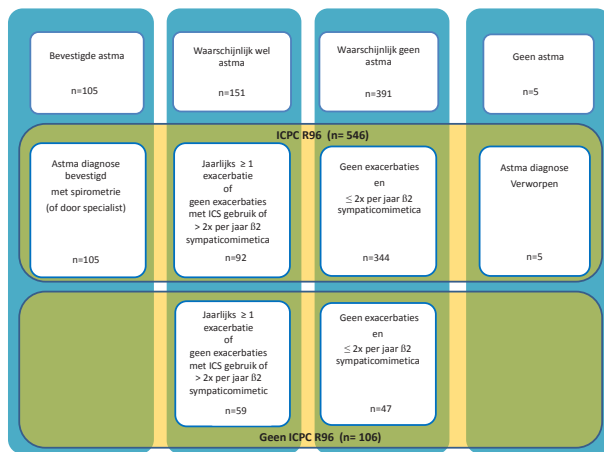 Bevestigde astma
n=105
Waarschijnlijk wel
astma
n=151
Waarschijnlijk geen
astma
n=391
Geen astma
n=5
ICPC R96 (n= 546)
Astma diagnose
bevestigd
met spirometrie
(of door specialist)
n=105
Jaarlijks ≥ 1
exacerbatie
of
geen exacerbaties
met ICS gebruik of
> 2x per jaar ß2
sympaticomimetica
n=92
Geen exacerbaties
en
≤ 2x per jaar ß2
sympaticomimetica
n=344
Astma diagnose
Verworpen
n=5
Jaarlijks ≥ 1
exacerbatie
of
geen exacerbaties
met ICS gebruik of
> 2x per jaar ß2
sympaticomimetic
n=59
Geen exacerbaties
en
≤ 2x per jaar ß2
sympaticomimetica
n=47
Geen ICPC R96 (n= 106)